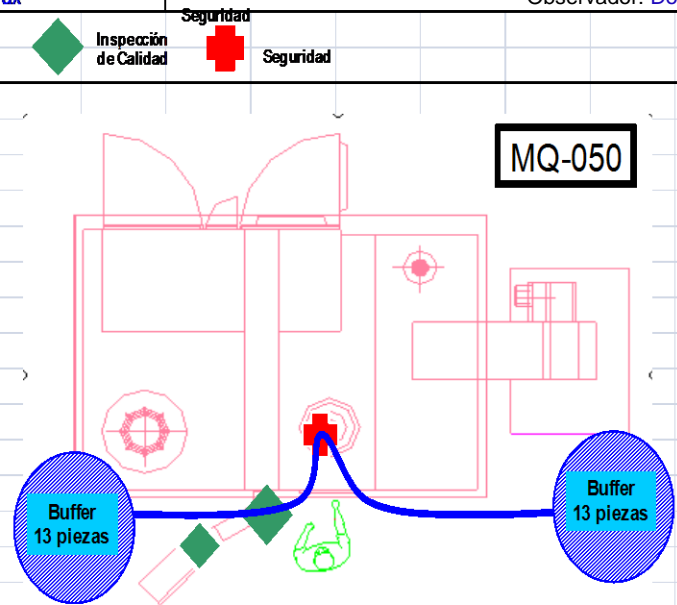 Observador:
Seguridad
Inspección
de Calidad
Seguridad
MQ-050
Buffer
13 piezas
Buffer
13 piezas